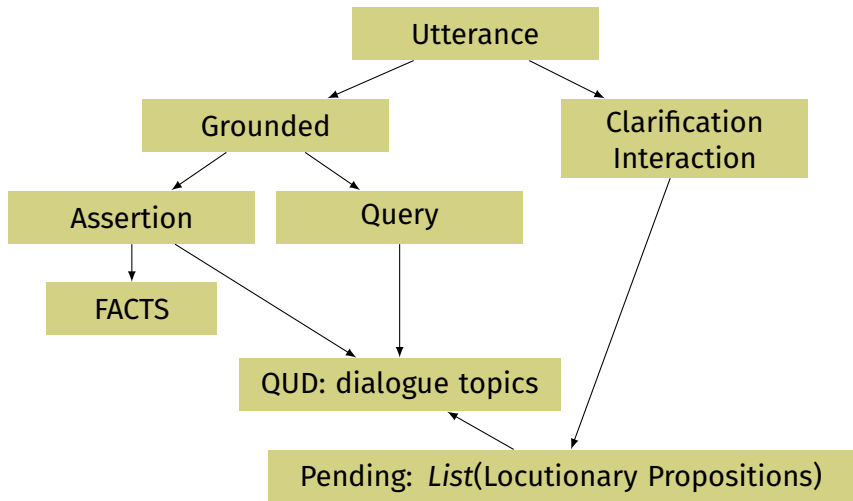 Utterance
Grounded
Clarification
Interaction
Assertion
Query
FACTS
QUD: dialogue topics
Pending: List(Locutionary Propositions)